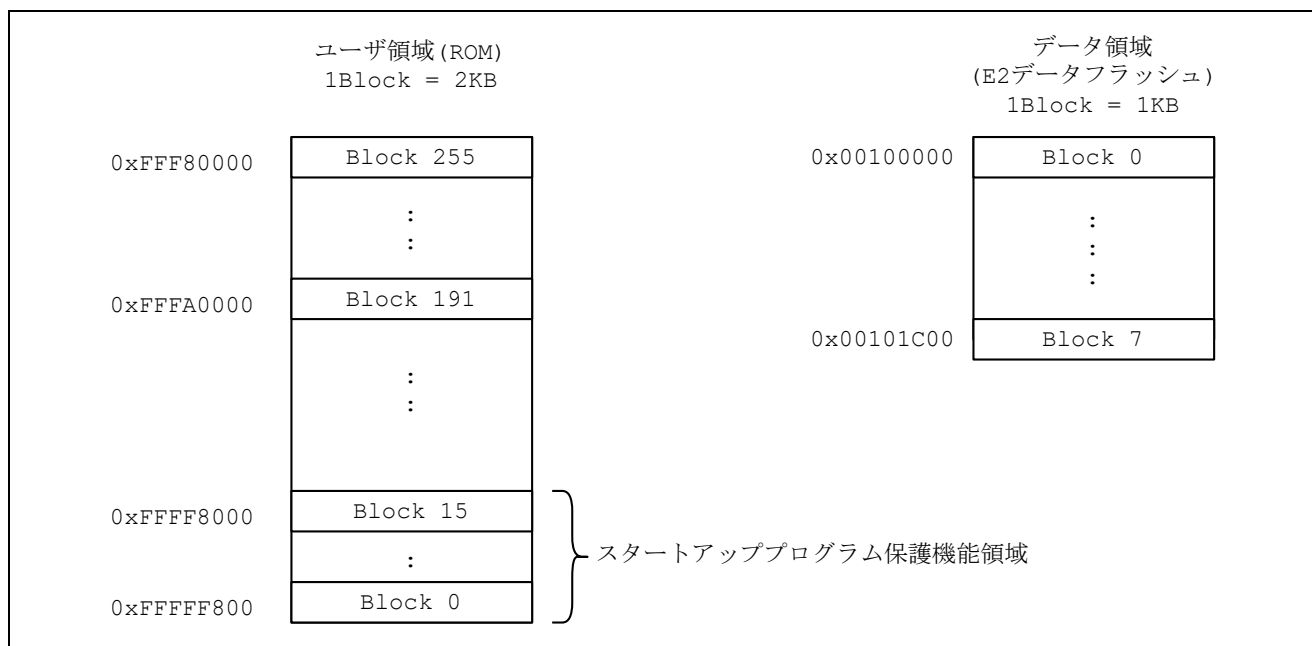 ユーザ領域(ROM)
1Block = 2KB
0xFFF80000
Block 255
:
:
0xFFFA0000
Block 191
:
:
0xFFFF8000
Block 15
:
0xFFFFF800
Block 0
スタートアッププログラム保護機能領域
データ領域
(E2データフラッシュ)
1Block = 1KB
0x00100000
Block 0
:
:
:
0x00101C00
Block 7